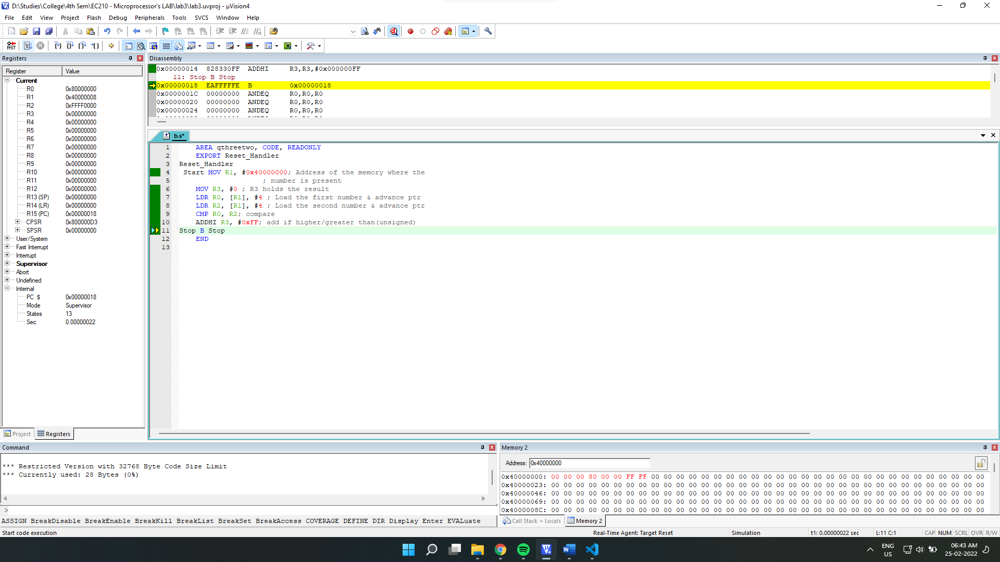 D:\Studies\College\4th Sem\EC210 - Microprocessor's LAB\lab3\lab3.uvproj - µVision4
File Edit View Project Flash Debug Peripherals Tools SVCS Window Help
RST
Registers
Register Value
Current
R0 0x80000000
R1 0x40000008
R2 0xFFFF0000
R3 0x00000000
R4 0x00000000
R5 0x00000000
R6 0x00000000
R7 0x00000000
R8 0x00000000
R9 0x00000000
R10 0x00000000
R11 0x00000000
R12 0x00000000
R13 (SP) 0x00000000
R14 (LR) 0x00000000
R15 (PC) 0x00000018
CPSR 0x800000D3
SPSR 0x00000000
User/System
Fast Interrupt
Interrupt
Supervisor
Abort
Undefined
Internal
PC $ 0x00000018
Mode Supervisor
States 13
Sec 0.00000022
Project Registers
Disassembly
0x00000014 828330FF ADDHI R3,R3,#0x000000FF
11: Stop B Stop
0x00000018 EAFFFFFE B 0x00000018
0x0000001C 00000000 ANDEQ R0,R0,R0
0x00000020 00000000 ANDEQ R0,R0,R0
0x00000024 00000000 ANDEQ R0,R0,R0
b.s*
1 AREA qthreetwo, CODE, READONLY
2 EXPORT Reset_Handler
3 Reset_Handler
4 Start MOV R1, #0x40000000; Address of the memory where the
5 ; number is present
6 MOV R3, #0 ; R3 holds the result
7 LDR R0, [R1], #4 ; Load the first number & advance ptr
8 LDR R2, [R1], #4 ; Load the second number & advance ptr
9 CMP R0, R2; compare
10 ADDHI R3, #0xFF; add if higher/greater than(unsigned)
11 Stop B Stop
12 END
13
Command
*** Restricted Version with 32768 Byte Code Size Limit
*** Currently used: 28 Bytes (0%)
>
ASSIGN BreakDisable BreakEnable BreakKill BreakList BreakSet BreakAccess COVERAGE DEFINE DIR Display Enter EVALuate
Memory 2
Address: 0x40000000
0x40000000: 00 00 00 80 00 00 FF FF 00 00 00 00 00 00 00 00 00 00 00 00 00 00 00 00 00 00 00 00 00 00 00 00 00 00 00
0x40000023: 00 00 00 00 00 00 00 00 00 00 00 00 00 00 00 00 00 00 00 00 00 00 00 00 00 00 00 00 00 00 00 00 00 00 00
0x40000046: 00 00 00 00 00 00 00 00 00 00 00 00 00 00 00 00 00 00 00 00 00 00 00 00 00 00 00 00 00 00 00 00 00 00 00
0x40000069: 00 00 00 00 00 00 00 00 00 00 00 00 00 00 00 00 00 00 00 00 00 00 00 00 00 00 00 00 00 00 00 00 00 00 00
0x4000008C: 00 00 00 00 00 00 00 00 00 00 00 00 00 00 00 00 00 00 00 00 00 00 00 00 00 00 00 00 00 00 00 00 00 00 00
Call Stack + Locals Memory 2
Start code execution Real-Time Agent: Target Reset Simulation t1: 0.00000022 sec L:11 C:1 CAP NUM SCRL OVR R/W
ENG
US
06:43 AM
25-02-2022